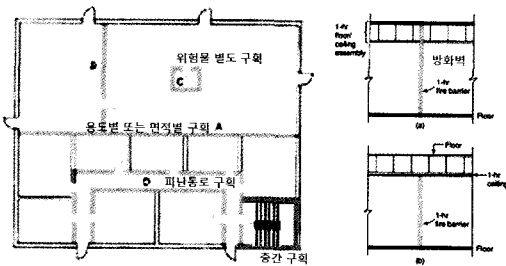 위험물 별도 구획
C
B
용도별 또는 면적별 구획 A
D 피난통로 구획
중간 구획
1-hr
floor/
ceiling
assembly
방화벽
1-hr
fire barrier
Floor
(a)
Floor
1-hr
ceiling
1-hr
fire barrier
Floor
(b)